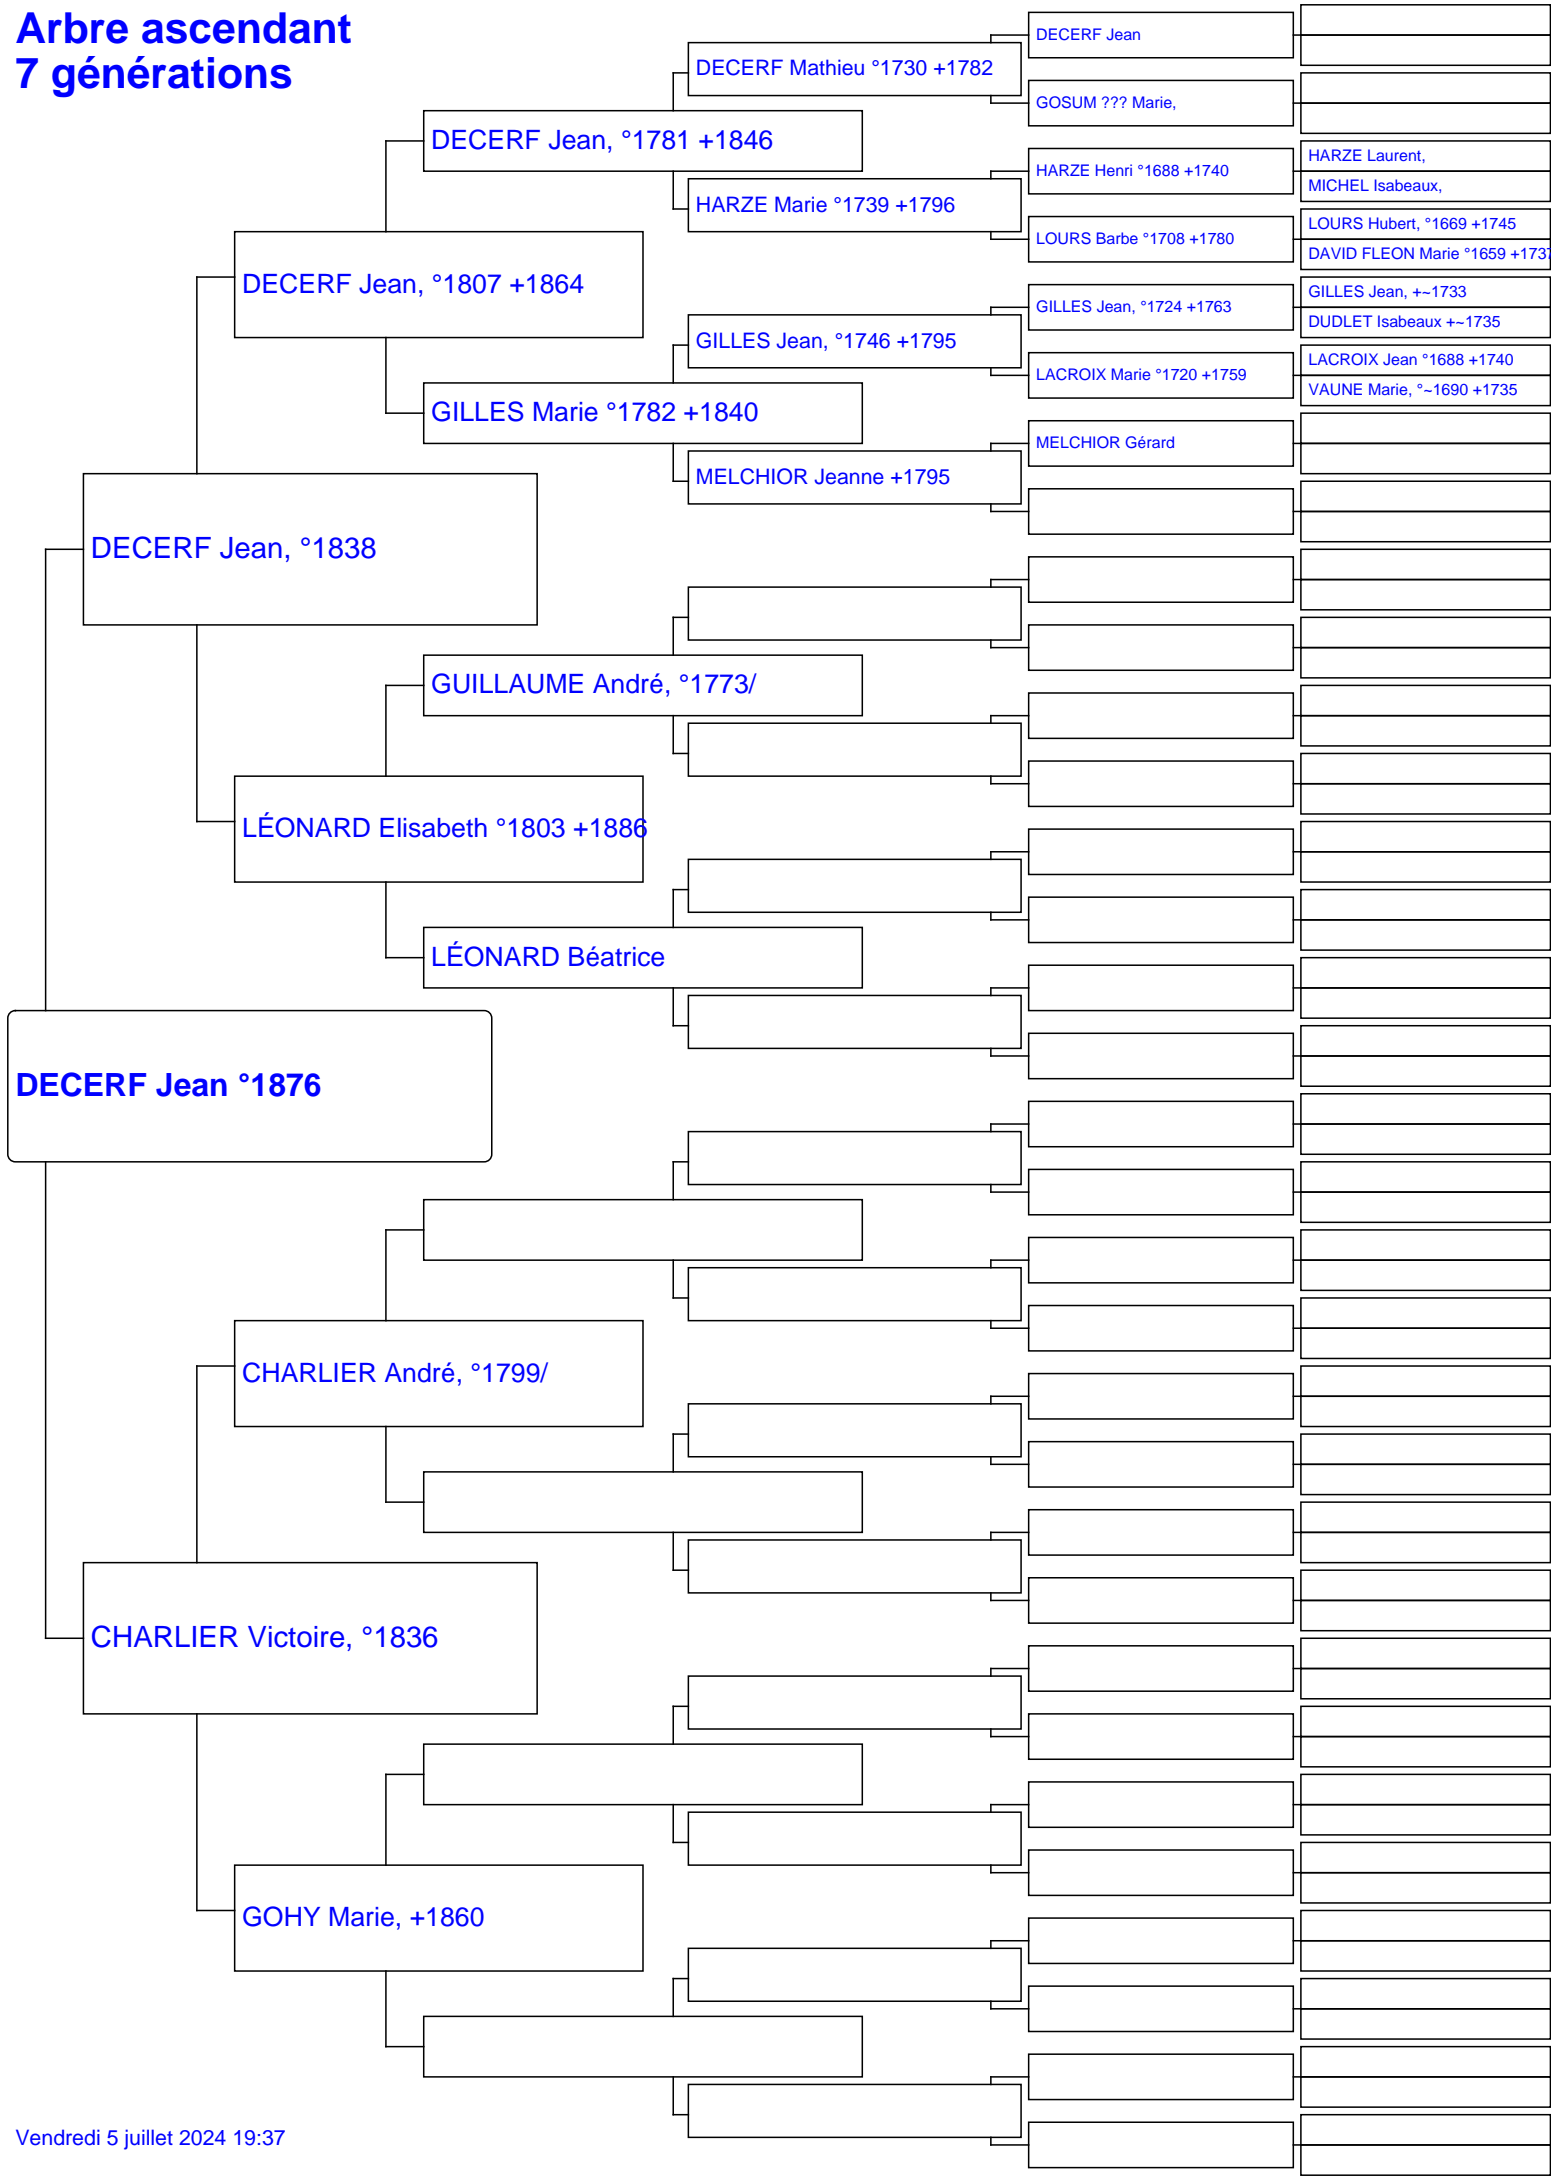 Arbre ascendant
7 générations
DECERF Jean
DECERF Mathieu °1730 +1782
GOSUM ??? Marie,
DECERF Jean, °1781 +1846
HARZE Laurent,
HARZE Henri °1688 +1740
MICHEL Isabeaux,
HARZE Marie °1739 +1796
LOURS Hubert, °1669 +1745
LOURS Barbe °1708 +1780
DAVID FLEON Marie °1659 +1737
DECERF Jean, °1807 +1864
GILLES Jean, +~1733
GILLES Jean, °1724 +1763
DUDLET Isabeaux +~1735
GILLES Jean, °1746 +1795
LACROIX Jean °1688 +1740
LACROIX Marie °1720 +1759
VAUNE Marie, °~1690 +1735
GILLES Marie °1782 +1840
MELCHIOR Gérard
MELCHIOR Jeanne +1795
DECERF Jean, °1838
GUILLAUME André, °1773/
LÉONARD Elisabeth °1803 +1886
LÉONARD Béatrice
DECERF Jean °1876
CHARLIER André, °1799/
CHARLIER Victoire, °1836
GOHY Marie, +1860
Vendredi 5 juillet 2024 19:37